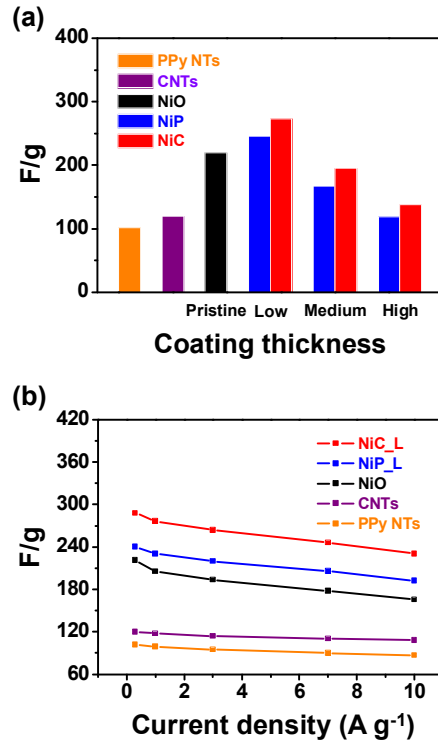 (a)
400
300
200
100
0
F/g
PPy NTs
CNTs
NiO
NiP
NiC
Pristine Low Medium High
Coating thickness
(b)
420
360
300
240
180
120
60
F/g
NiC_L
NiP_L
NiO
CNTs
PPy NTs
0 2 4 6 8 10
Current density (A g⁻¹)